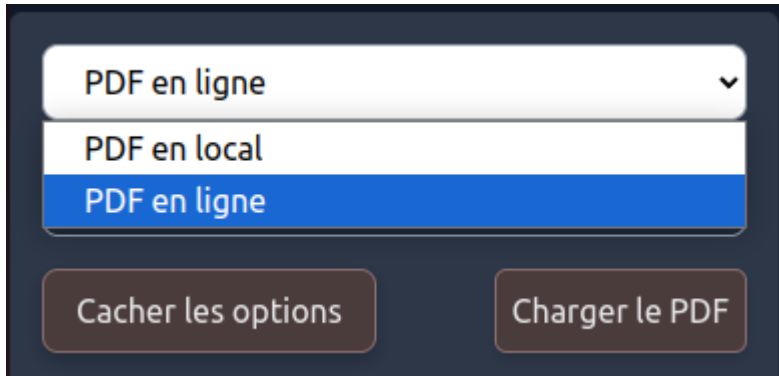 PDF en ligne
PDF en local
PDF en ligne
Cacher les options
Charger le PDF